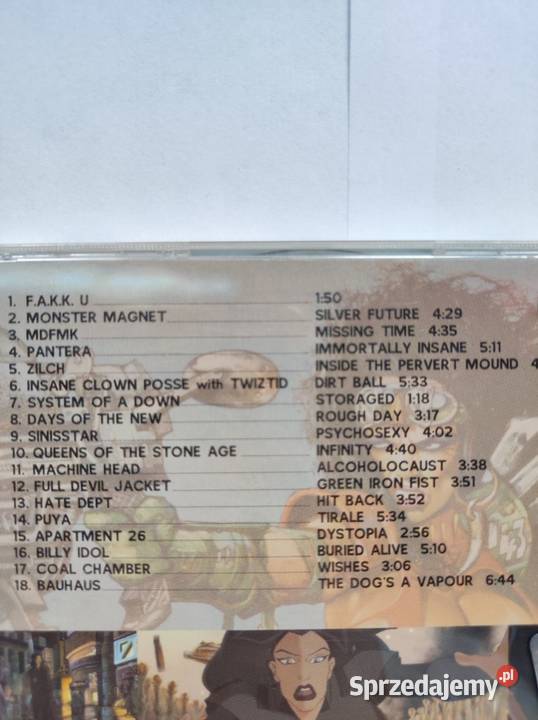 1. F.A.K.K. U 1:50
2. MONSTER MAGNET SILVER FUTURE 4:29
3. MDFMK MISSING TIME 4:35
4. PANTERA IMMORTALLY INSANE 5:11
5. ZILCH INSIDE THE PERVERT MOUND 4
6. INSANE CLOWN POSSE with TWIZTID DIRT BALL 5:33
7. SYSTEM OF A DOWN STORAGED 1:18
8. DAYS OF THE NEW ROUGH DAY 3:17
9. SINISSTAR PSYCHOSEXY 4:02
10. QUEENS OF THE STONE AGE INFINITY 4:40
11. MACHINE HEAD ALCOHOLOCAUST 3:38
12. FULL DEVIL JACKET GREEN IRON FIST 3:51
13. HATE DEPT HIT BACK 3:52
14. PUYA TIRALE 5:34
15. APARTMENT 26 DYSTOPIA 2:56
16. BILLY IDOL BURIED ALIVE 5:10
17. COAL CHAMBER WISHES 3:06
18. BAUHAUS THE DOG'S A VAPOUR 6:44
Sprzedajemy.pl